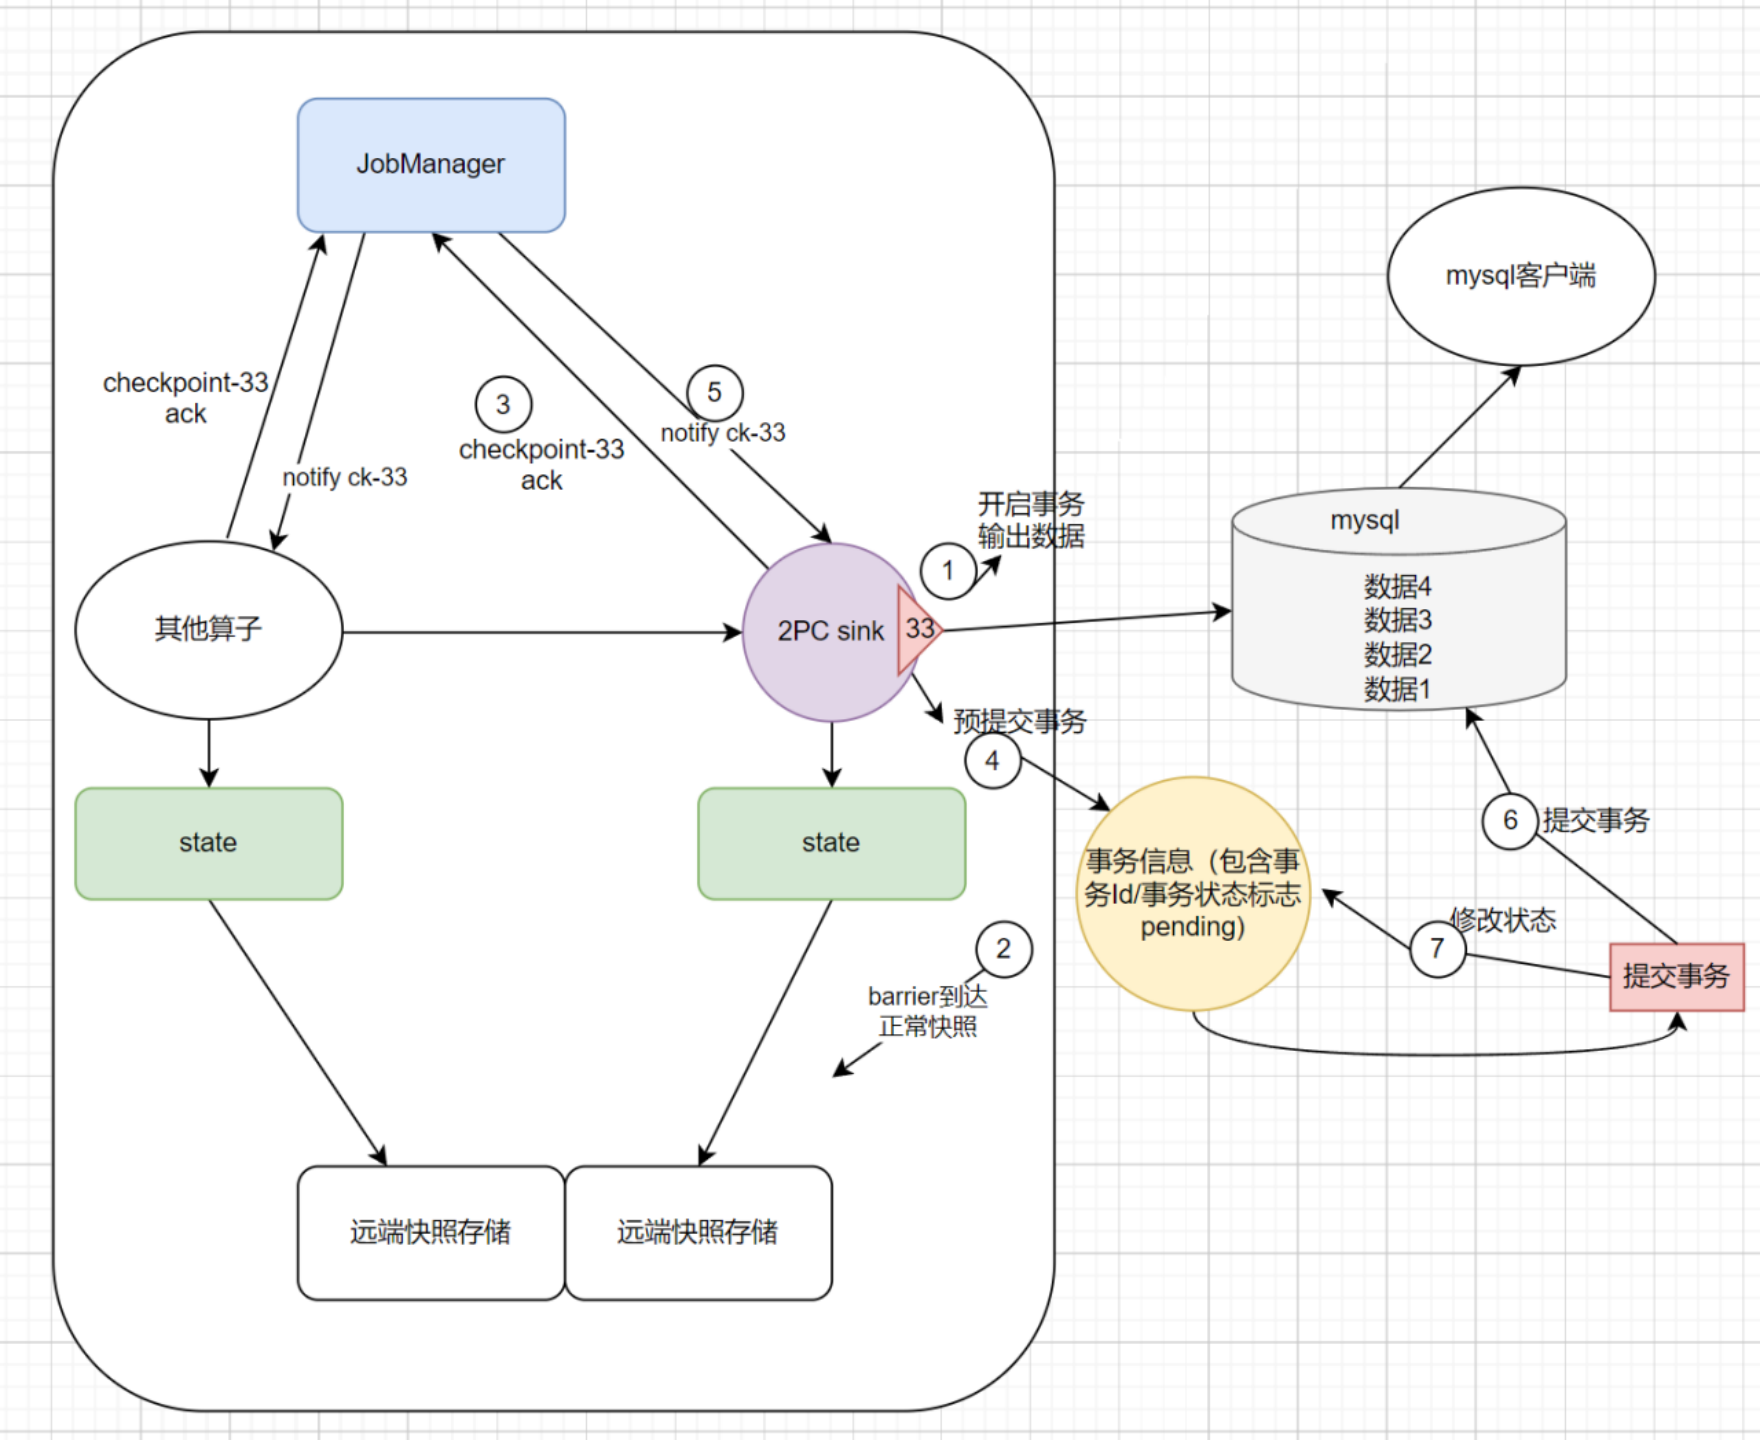 JobManager
mysql客户端
checkpoint-33
ack
3
5
notify ck-33
checkpoint-33
ack
notify ck-33
开启事务
输出数据
1
mysql
数据4
数据3
数据2
数据1
其他算子
2PC sink
33
预提交事务
4
state
state
事务信息（包含事
务Id/事务状态标志
pending)
6
提交事务
修改状态
7
提交事务
2
barrier到达
正常快照
远端快照存储
远端快照存储